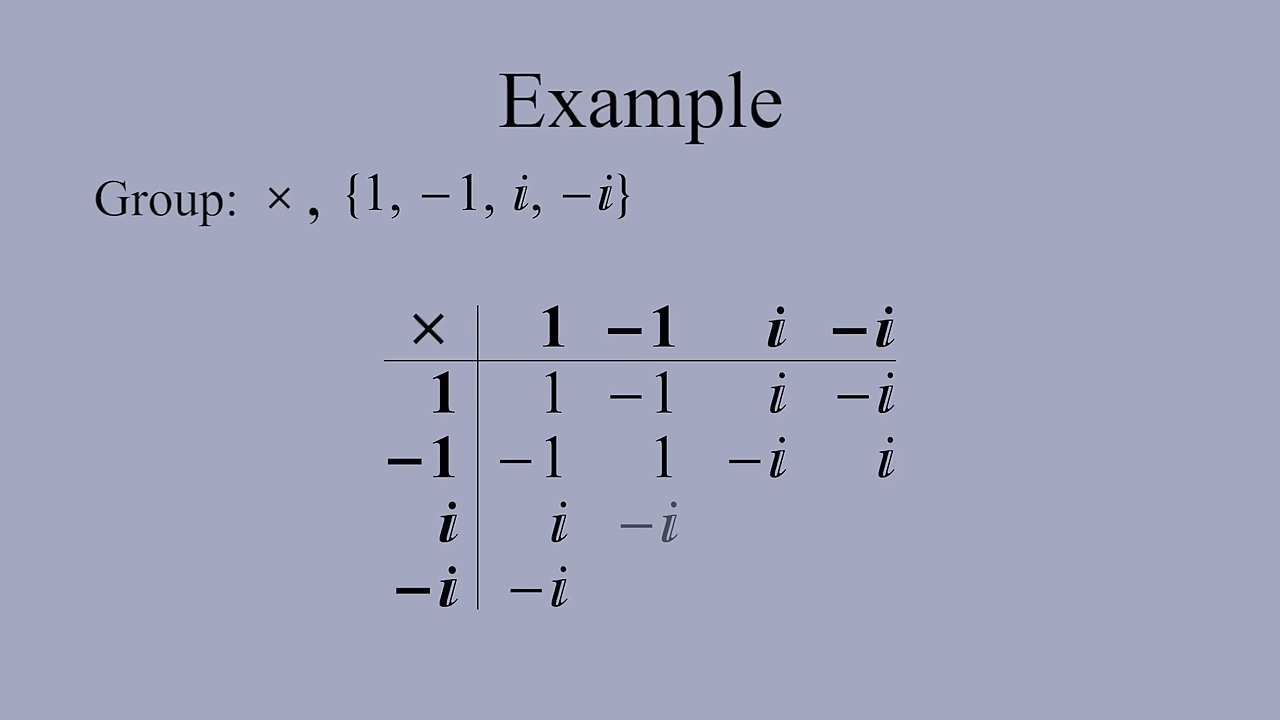 Example
Group: ×, {1, −1, i, −i}
× 1 −1 i −i
1 1 −1 i −i
−1 −1 1 −i i
i i −i
−i −i